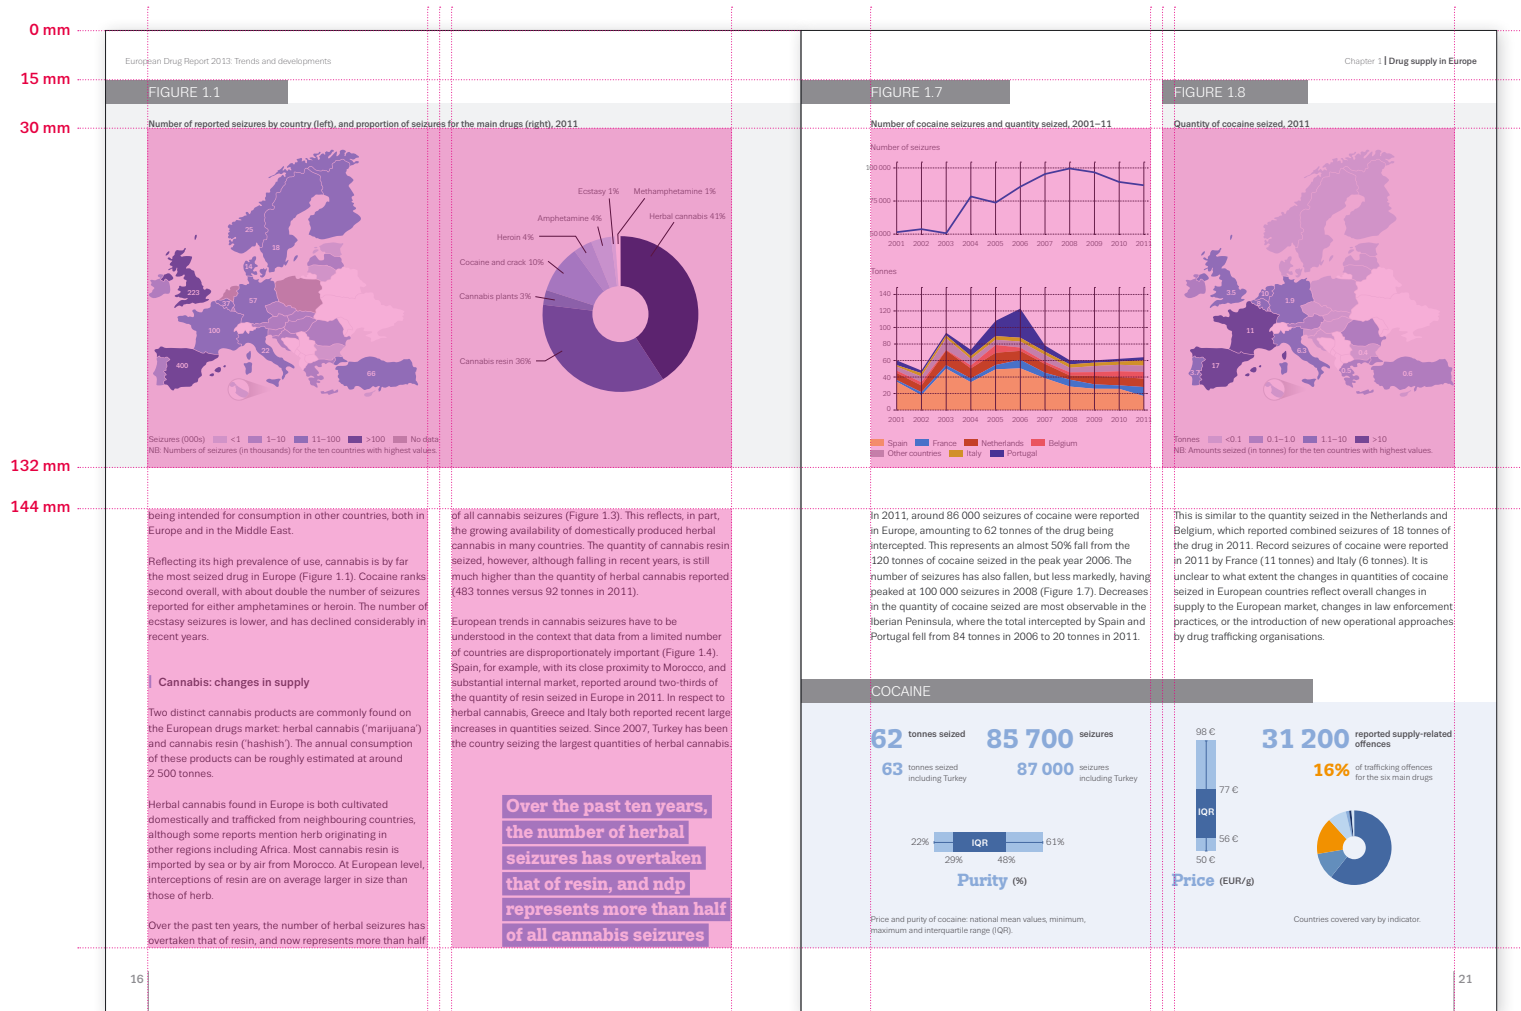 0 mm
15 mm
30 mm
132 mm
144 mm
European Drug Report 2013: Trends and developments
FIGURE 1.1
Number of reported seizures by country (left), and proportion of seizures for the main drugs (right), 2011
25
18
14
223
37
57
100
22
400
66
Ecstasy 1%
Methamphetamine 1%
Amphetamine 4%
Herbal cannabis 41%
Heroin 4%
Cocaine and crack 10%
Cannabis plants 3%
Cannabis resin 36%
Seizures (000s) <1 1–10 11–100 >100 No data
NB: Numbers of seizures (in thousands) for the ten countries with highest values.
being intended for consumption in other countries, both in
Europe and in the Middle East.
Reflecting its high prevalence of use, cannabis is by far
the most seized drug in Europe (Figure 1.1). Cocaine ranks
second overall, with about double the number of seizures
reported for either amphetamines or heroin. The number of
ecstasy seizures is lower, and has declined considerably in
recent years.
Cannabis: changes in supply
Two distinct cannabis products are commonly found on
the European drugs market: herbal cannabis (‘marijuana’)
and cannabis resin (‘hashish’). The annual consumption
of these products can be roughly estimated at around
2 500 tonnes.
Herbal cannabis found in Europe is both cultivated
domestically and trafficked from neighbouring countries,
although some reports mention herb originating in
other regions including Africa. Most cannabis resin is
imported by sea or by air from Morocco. At European level,
interceptions of resin are on average larger in size than
those of herb.
Over the past ten years, the number of herbal seizures has
overtaken that of resin, and now represents more than half
of all cannabis seizures (Figure 1.3). This reflects, in part,
the growing availability of domestically produced herbal
cannabis in many countries. The quantity of cannabis resin
seized, however, although falling in recent years, is still
much higher than the quantity of herbal cannabis reported
(483 tonnes versus 92 tonnes in 2011).
European trends in cannabis seizures have to be
understood in the context that data from a limited number
of countries are disproportionately important (Figure 1.4).
Spain, for example, with its close proximity to Morocco, and
substantial internal market, reported around two-thirds of
the quantity of resin seized in Europe in 2011. In respect to
herbal cannabis, Greece and Italy both reported recent large
increases in quantities seized. Since 2007, Turkey has been
the country seizing the largest quantities of herbal cannabis.
Over the past ten years,
the number of herbal
seizures has overtaken
that of resin, and ndp
represents more than half
of all cannabis seizures
16
Chapter 1 | Drug supply in Europe
FIGURE 1.7
Number of cocaine seizures and quantity seized, 2001–11
Number of seizures
100 000
75 000
50 000
2001 2002 2003 2004 2005 2006 2007 2008 2009 2010 2011
Tonnes
140
120
100
80
60
40
20
0
2001 2002 2003 2004 2005 2006 2007 2008 2009 2010 2011
Spain France Netherlands Belgium
Other countries Italy Portugal
FIGURE 1.8
Quantity of cocaine seized, 2011
3.5
10
8
1.9
11
6.3
0.4
3.7
17
0.5
0.6
Tonnes <0.1 0.1–1.0 1.1–10 >10
NB: Amounts seized (in tonnes) for the ten countries with highest values.
In 2011, around 86 000 seizures of cocaine were reported
in Europe, amounting to 62 tonnes of the drug being
intercepted. This represents an almost 50% fall from the
120 tonnes of cocaine seized in the peak year 2006. The
number of seizures has also fallen, but less markedly, having
peaked at 100 000 seizures in 2008 (Figure 1.7). Decreases
in the quantity of cocaine seized are most observable in the
Iberian Peninsula, where the total intercepted by Spain and
Portugal fell from 84 tonnes in 2006 to 20 tonnes in 2011.
This is similar to the quantity seized in the Netherlands and
Belgium, which reported combined seizures of 18 tonnes of
the drug in 2011. Record seizures of cocaine were reported
in 2011 by France (11 tonnes) and Italy (6 tonnes). It is
unclear to what extent the changes in quantities of cocaine
seized in European countries reflect overall changes in
supply to the European market, changes in law enforcement
practices, or the introduction of new operational approaches
by drug trafficking organisations.
COCAINE
62 tonnes seized
63 tonnes seized
including Turkey
85 700 seizures
87 000 seizures
including Turkey
22% IQR 61%
29% 48%
Purity (%)
98 €
77 €
IQR
56 €
50 €
Price (EUR/g)
31 200 reported supply-related
offences
16% of trafficking offences
for the six main drugs
Price and purity of cocaine: national mean values, minimum,
maximum and interquartile range (IQR).
Countries covered vary by indicator.
21